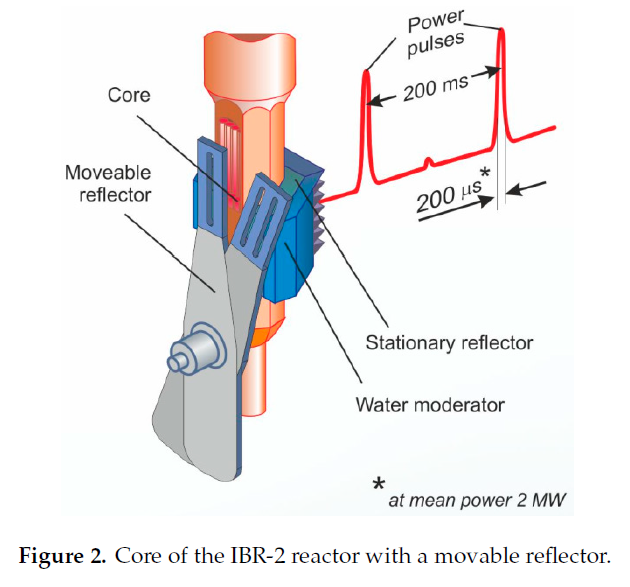 Power
pulses
200 ms
Core
Moveable
reflector
200 µs*
Stationary reflector
Water moderator
*
at mean power 2 MW
Figure 2. Core of the IBR-2 reactor with a movable reflector.